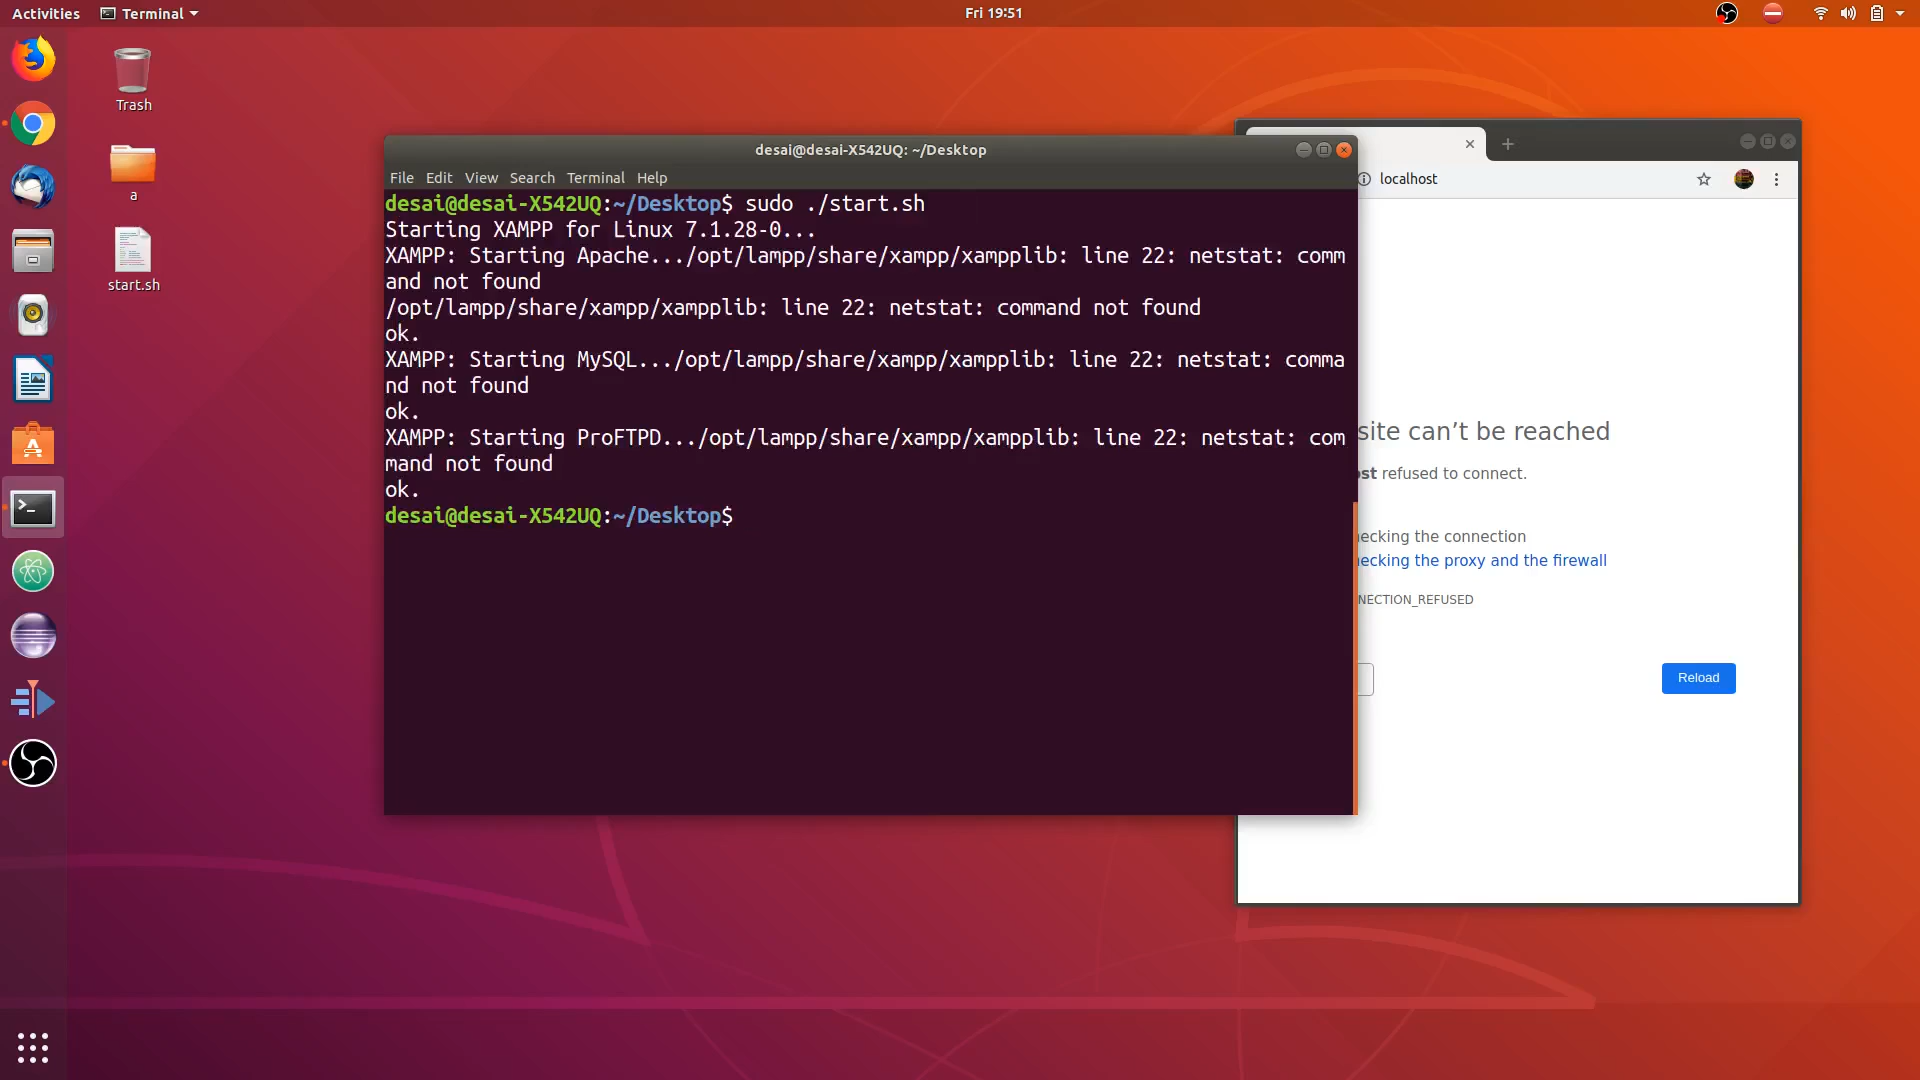 Activities
Terminal
Fri 19:51
Trash
a
start.sh
desai@desai-X542UQ: ~/Desktop
File Edit View Search Terminal Help
desai@desai-X542UQ:~/Desktop$ sudo ./start.sh
Starting XAMPP for Linux 7.1.28-0...
XAMPP: Starting Apache.../opt/lampp/share/xampp/xampplib: line 22: netstat: comm
and not found
/opt/lampp/share/xampp/xampplib: line 22: netstat: command not found
ok.
XAMPP: Starting MySQL.../opt/lampp/share/xampp/xampplib: line 22: netstat: comma
nd not found
ok.
XAMPP: Starting ProFTPD.../opt/lampp/share/xampp/xampplib: line 22: netstat: com
mand not found
ok.
desai@desai-X542UQ:~/Desktop$
localhost
site can’t be reached
ost refused to connect.
ecking the connection
ecking the proxy and the firewall
NECTION_REFUSED
Reload